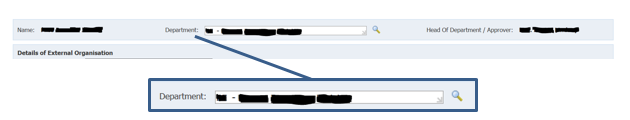 Name: Department: - Head Of Department / Approver:
Details of External Organisation
Department: -